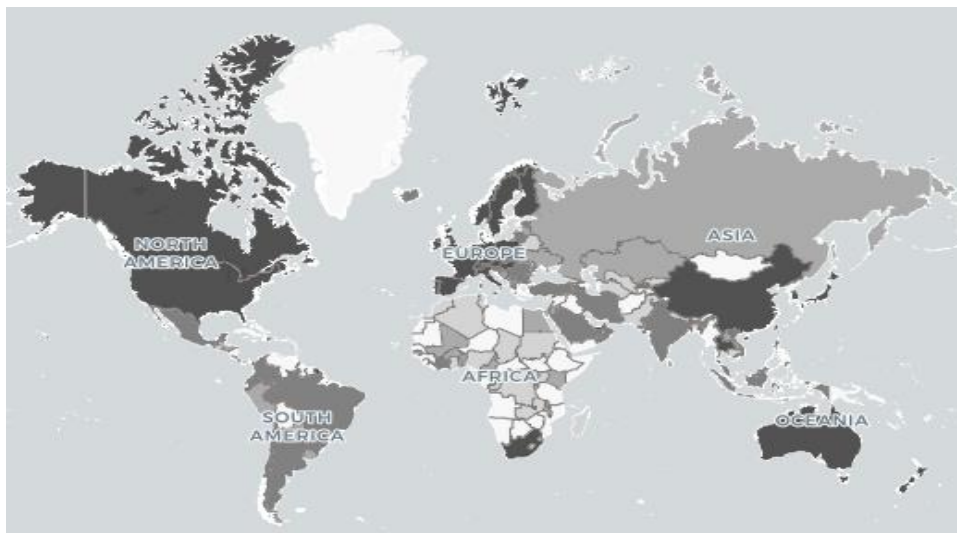 NORTH
AMERICA
EUROPE
ASIA
AFRICA
SOUTH
AMERICA
OCEANIA